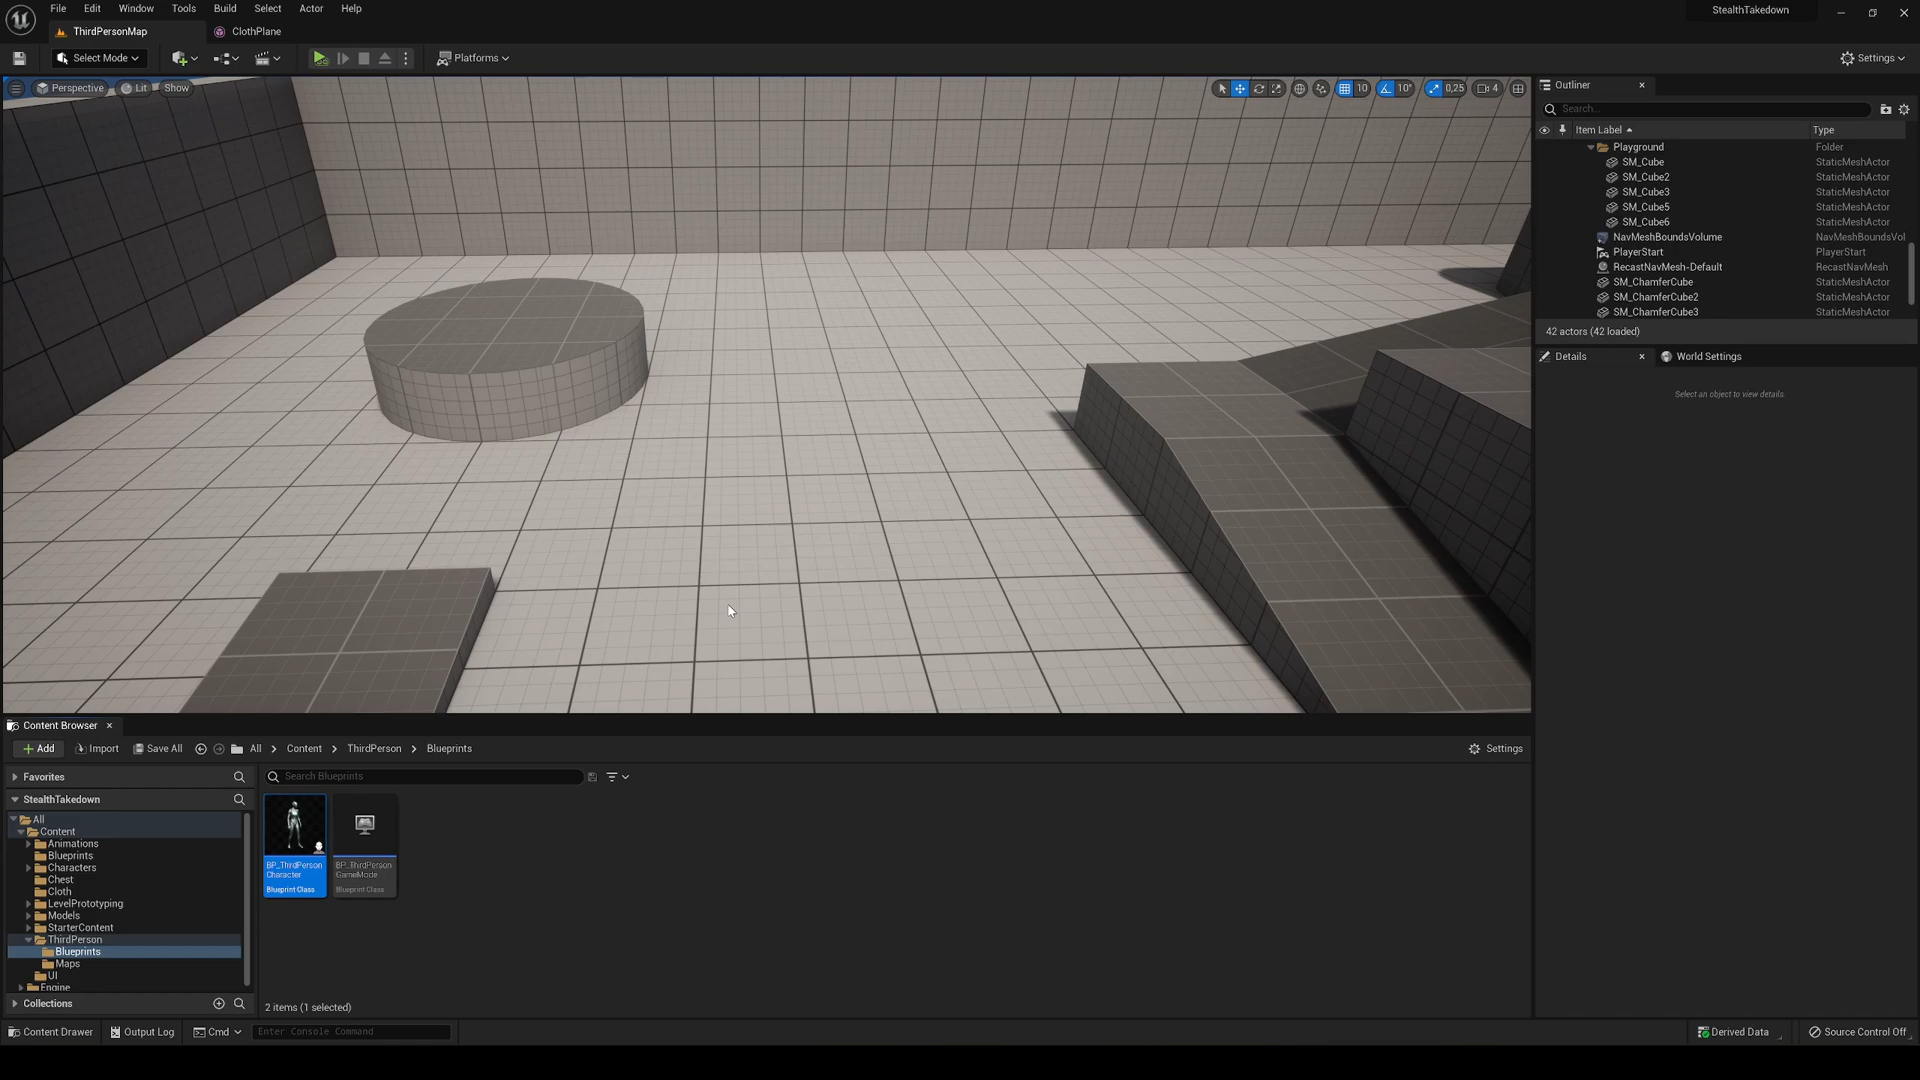 File Edit Window Tools Build Select Actor Help
StealthTakedown
ThirdPersonMap
ClothPlane
Select Mode
Platforms
Settings
Perspective Lit Show
10 10° 0,25 4
Outliner
Search...
Item Label Type
Playground Folder
SM_Cube StaticMeshActor
SM_Cube2 StaticMeshActor
SM_Cube3 StaticMeshActor
SM_Cube5 StaticMeshActor
SM_Cube6 StaticMeshActor
NavMeshBoundsVolume NavMeshBoundsVol
PlayerStart PlayerStart
RecastNavMesh-Default RecastNavMesh
SM_ChamferCube StaticMeshActor
SM_ChamferCube2 StaticMeshActor
SM_ChamferCube3 StaticMeshActor
42 actors (42 loaded)
Details
World Settings
Select an object to view details.
Content Browser
Add Import Save All All Content ThirdPerson Blueprints Settings
Favorites
Search Blueprints
StealthTakedown
All
Content
Animations
Blueprints
Characters
Chest
Cloth
LevelPrototyping
Models
StarterContent
ThirdPerson
Blueprints
Maps
UI
Engine
Collections
BP_ThirdPerson
Character
Blueprint Class
BP_ThirdPerson
GameMode
Blueprint Class
2 items (1 selected)
Content Drawer Output Log Cmd Enter Console Command
Derived Data Source Control Off